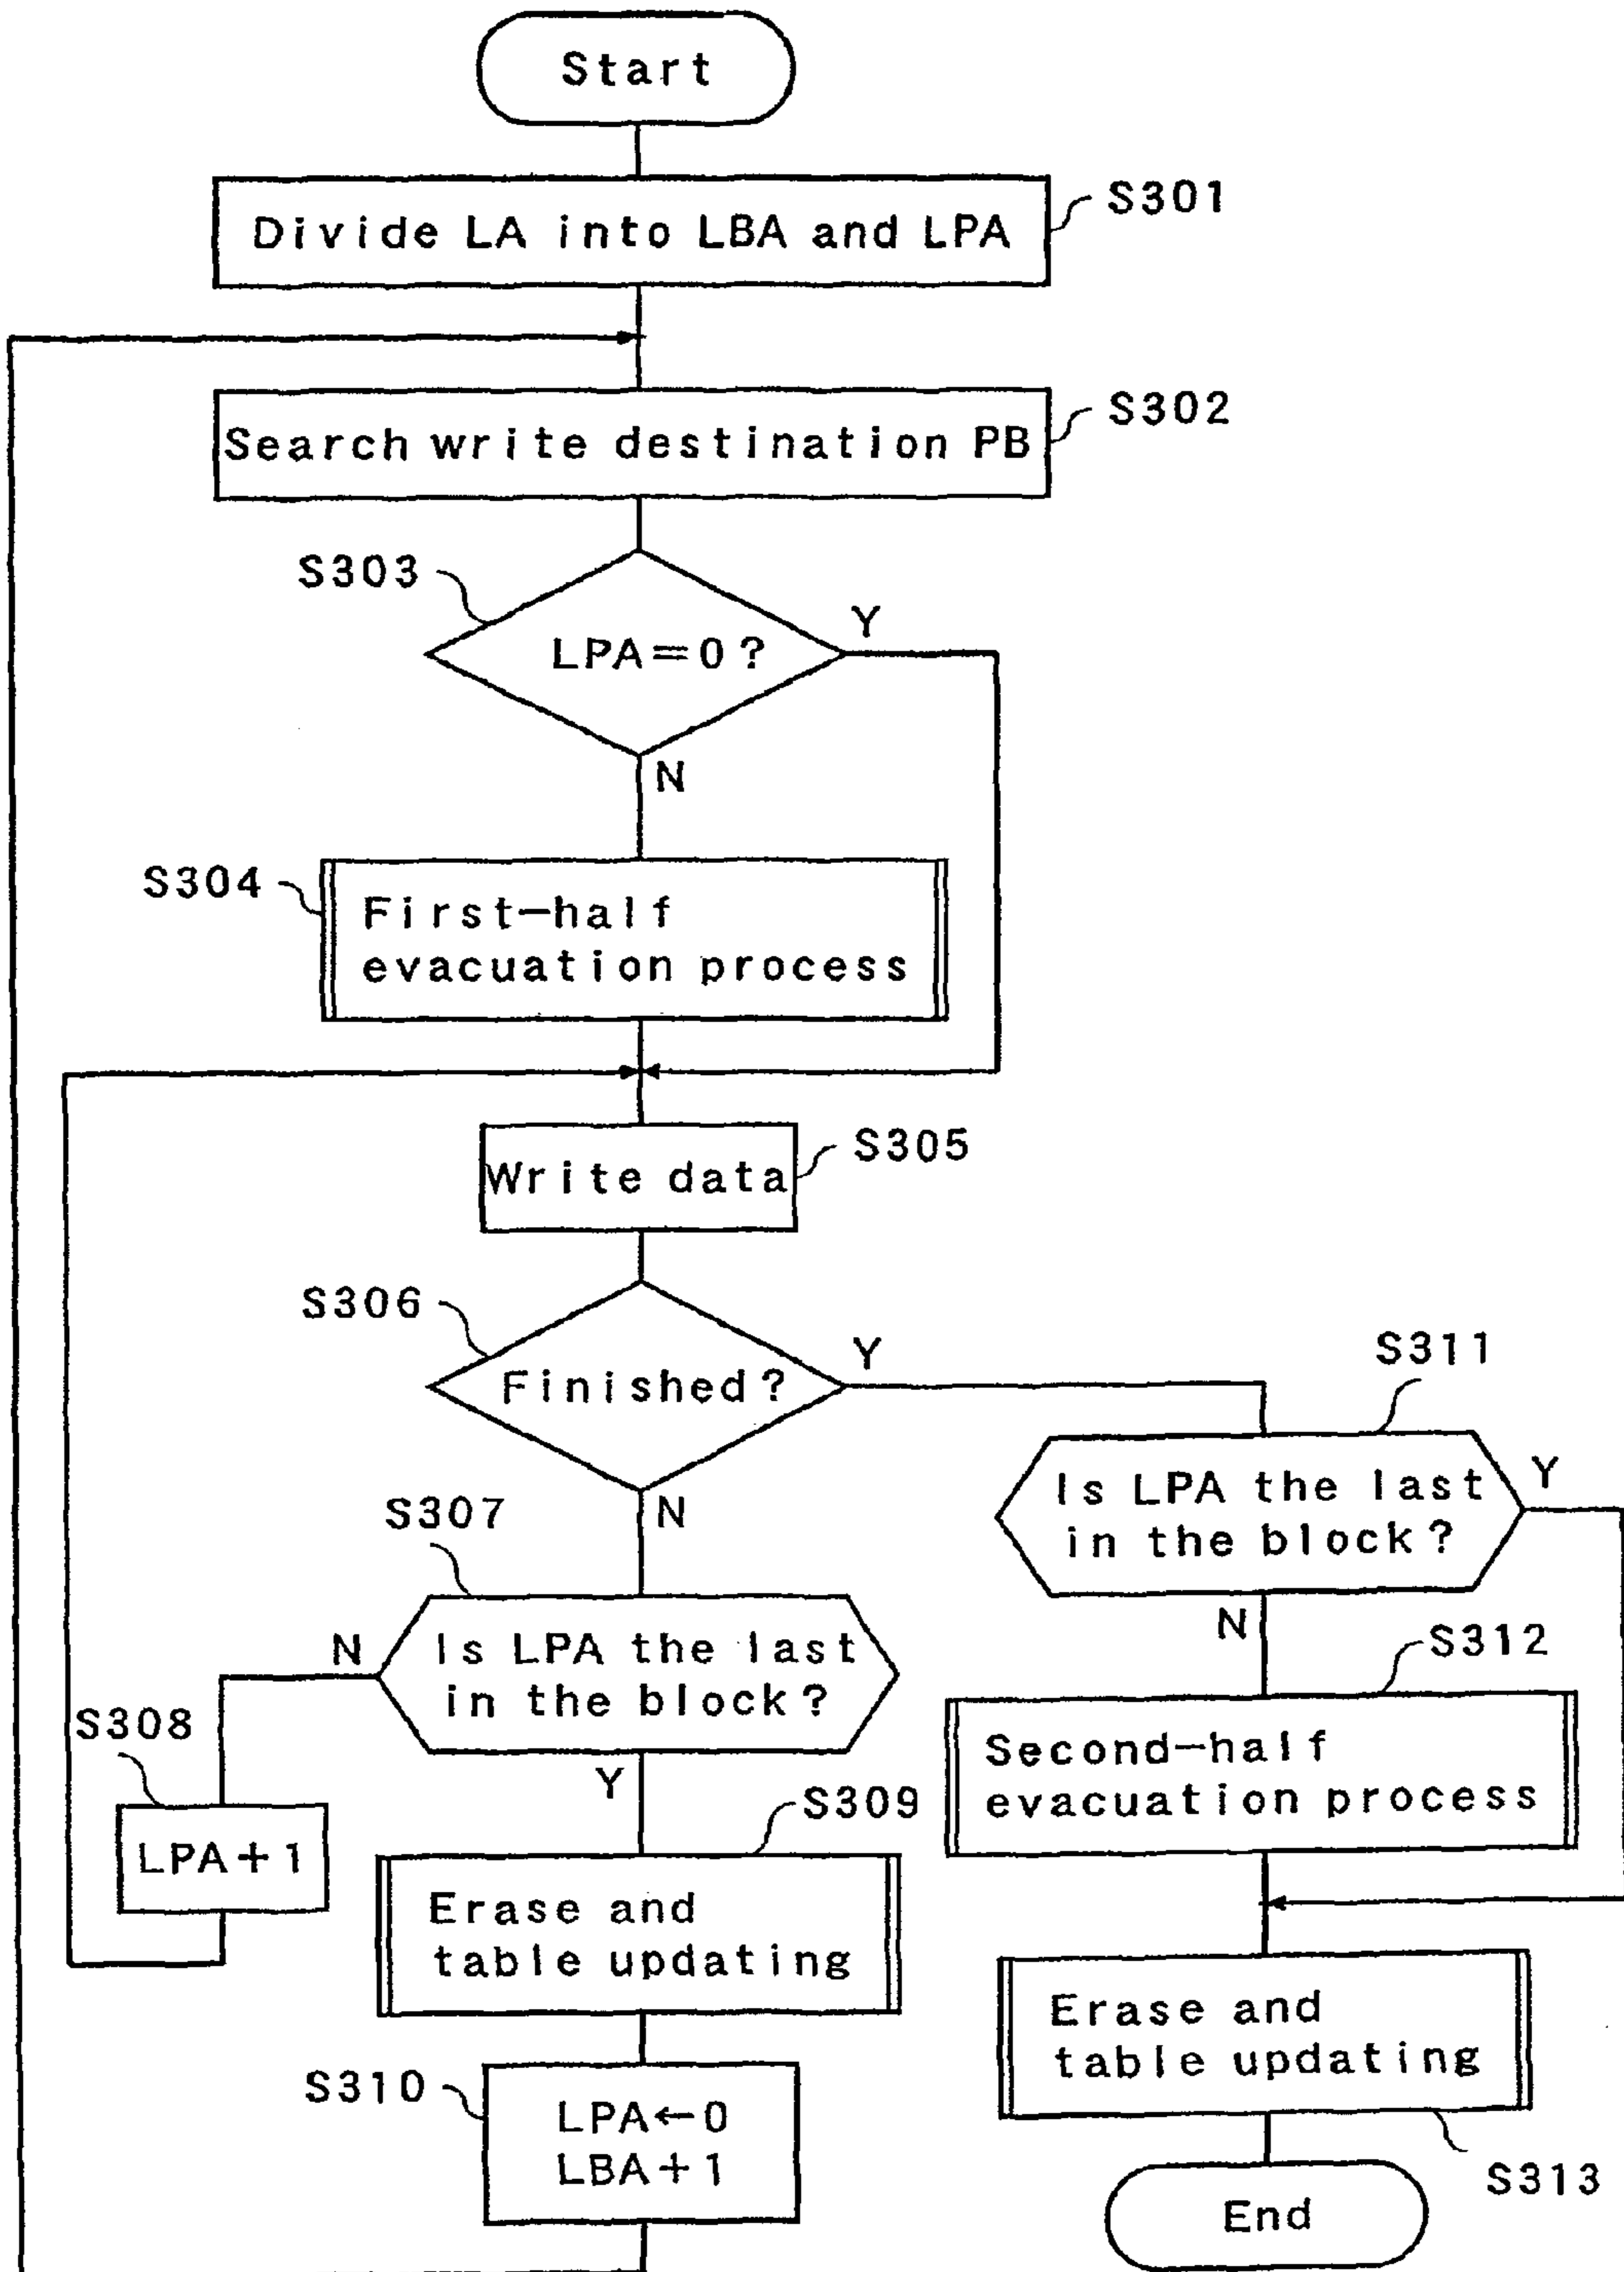 Start
Divide LA into LBA and LPA
S301
Search write destination PB
S302
S303
LPA=0?
Y
N
S304
First-half
evacuation process
Write data
S305
S306
Finished?
Y
N
S311
Is LPA the last
in the block?
Y
N
S307
Is LPA the last
in the block?
N
Y
S312
Second-half
evacuation process
S308
LPA+1
S309
Erase and
table updating
Erase and
table updating
S313
S310
LPA←0
LBA+1
End